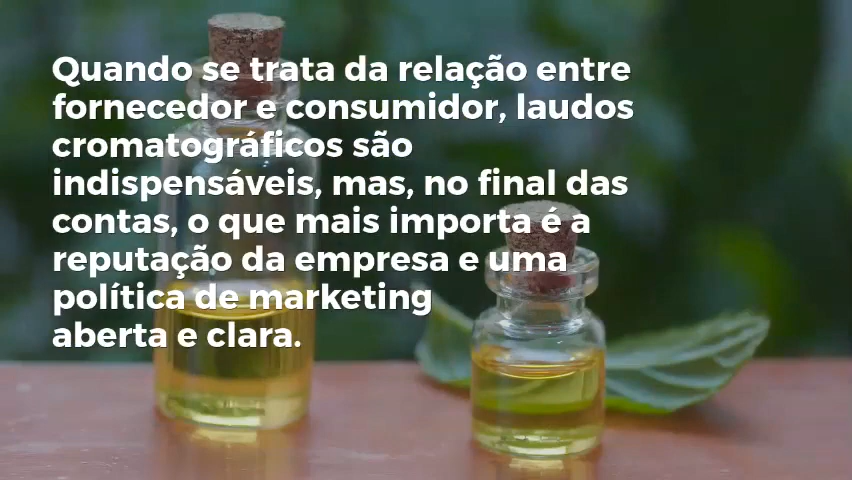 Quando se trata da relação entre
fornecedor e consumidor, laudos
cromatográficos são
indispensáveis, mas, no final das
contas, o que mais importa é a
reputação da empresa e uma
política de marketing
aberta e clara.